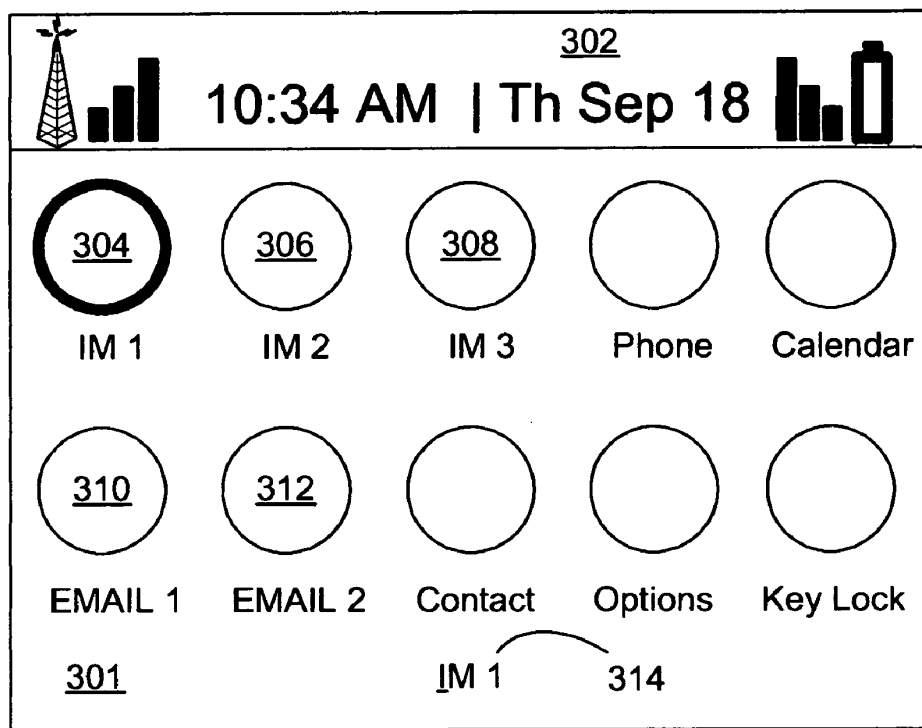 302
10:34 AM | Th Sep 18
304 306 308
IM 1 IM 2 IM 3 Phone Calendar
310 312
EMAIL 1 EMAIL 2 Contact Options Key Lock
301 IM 1 314